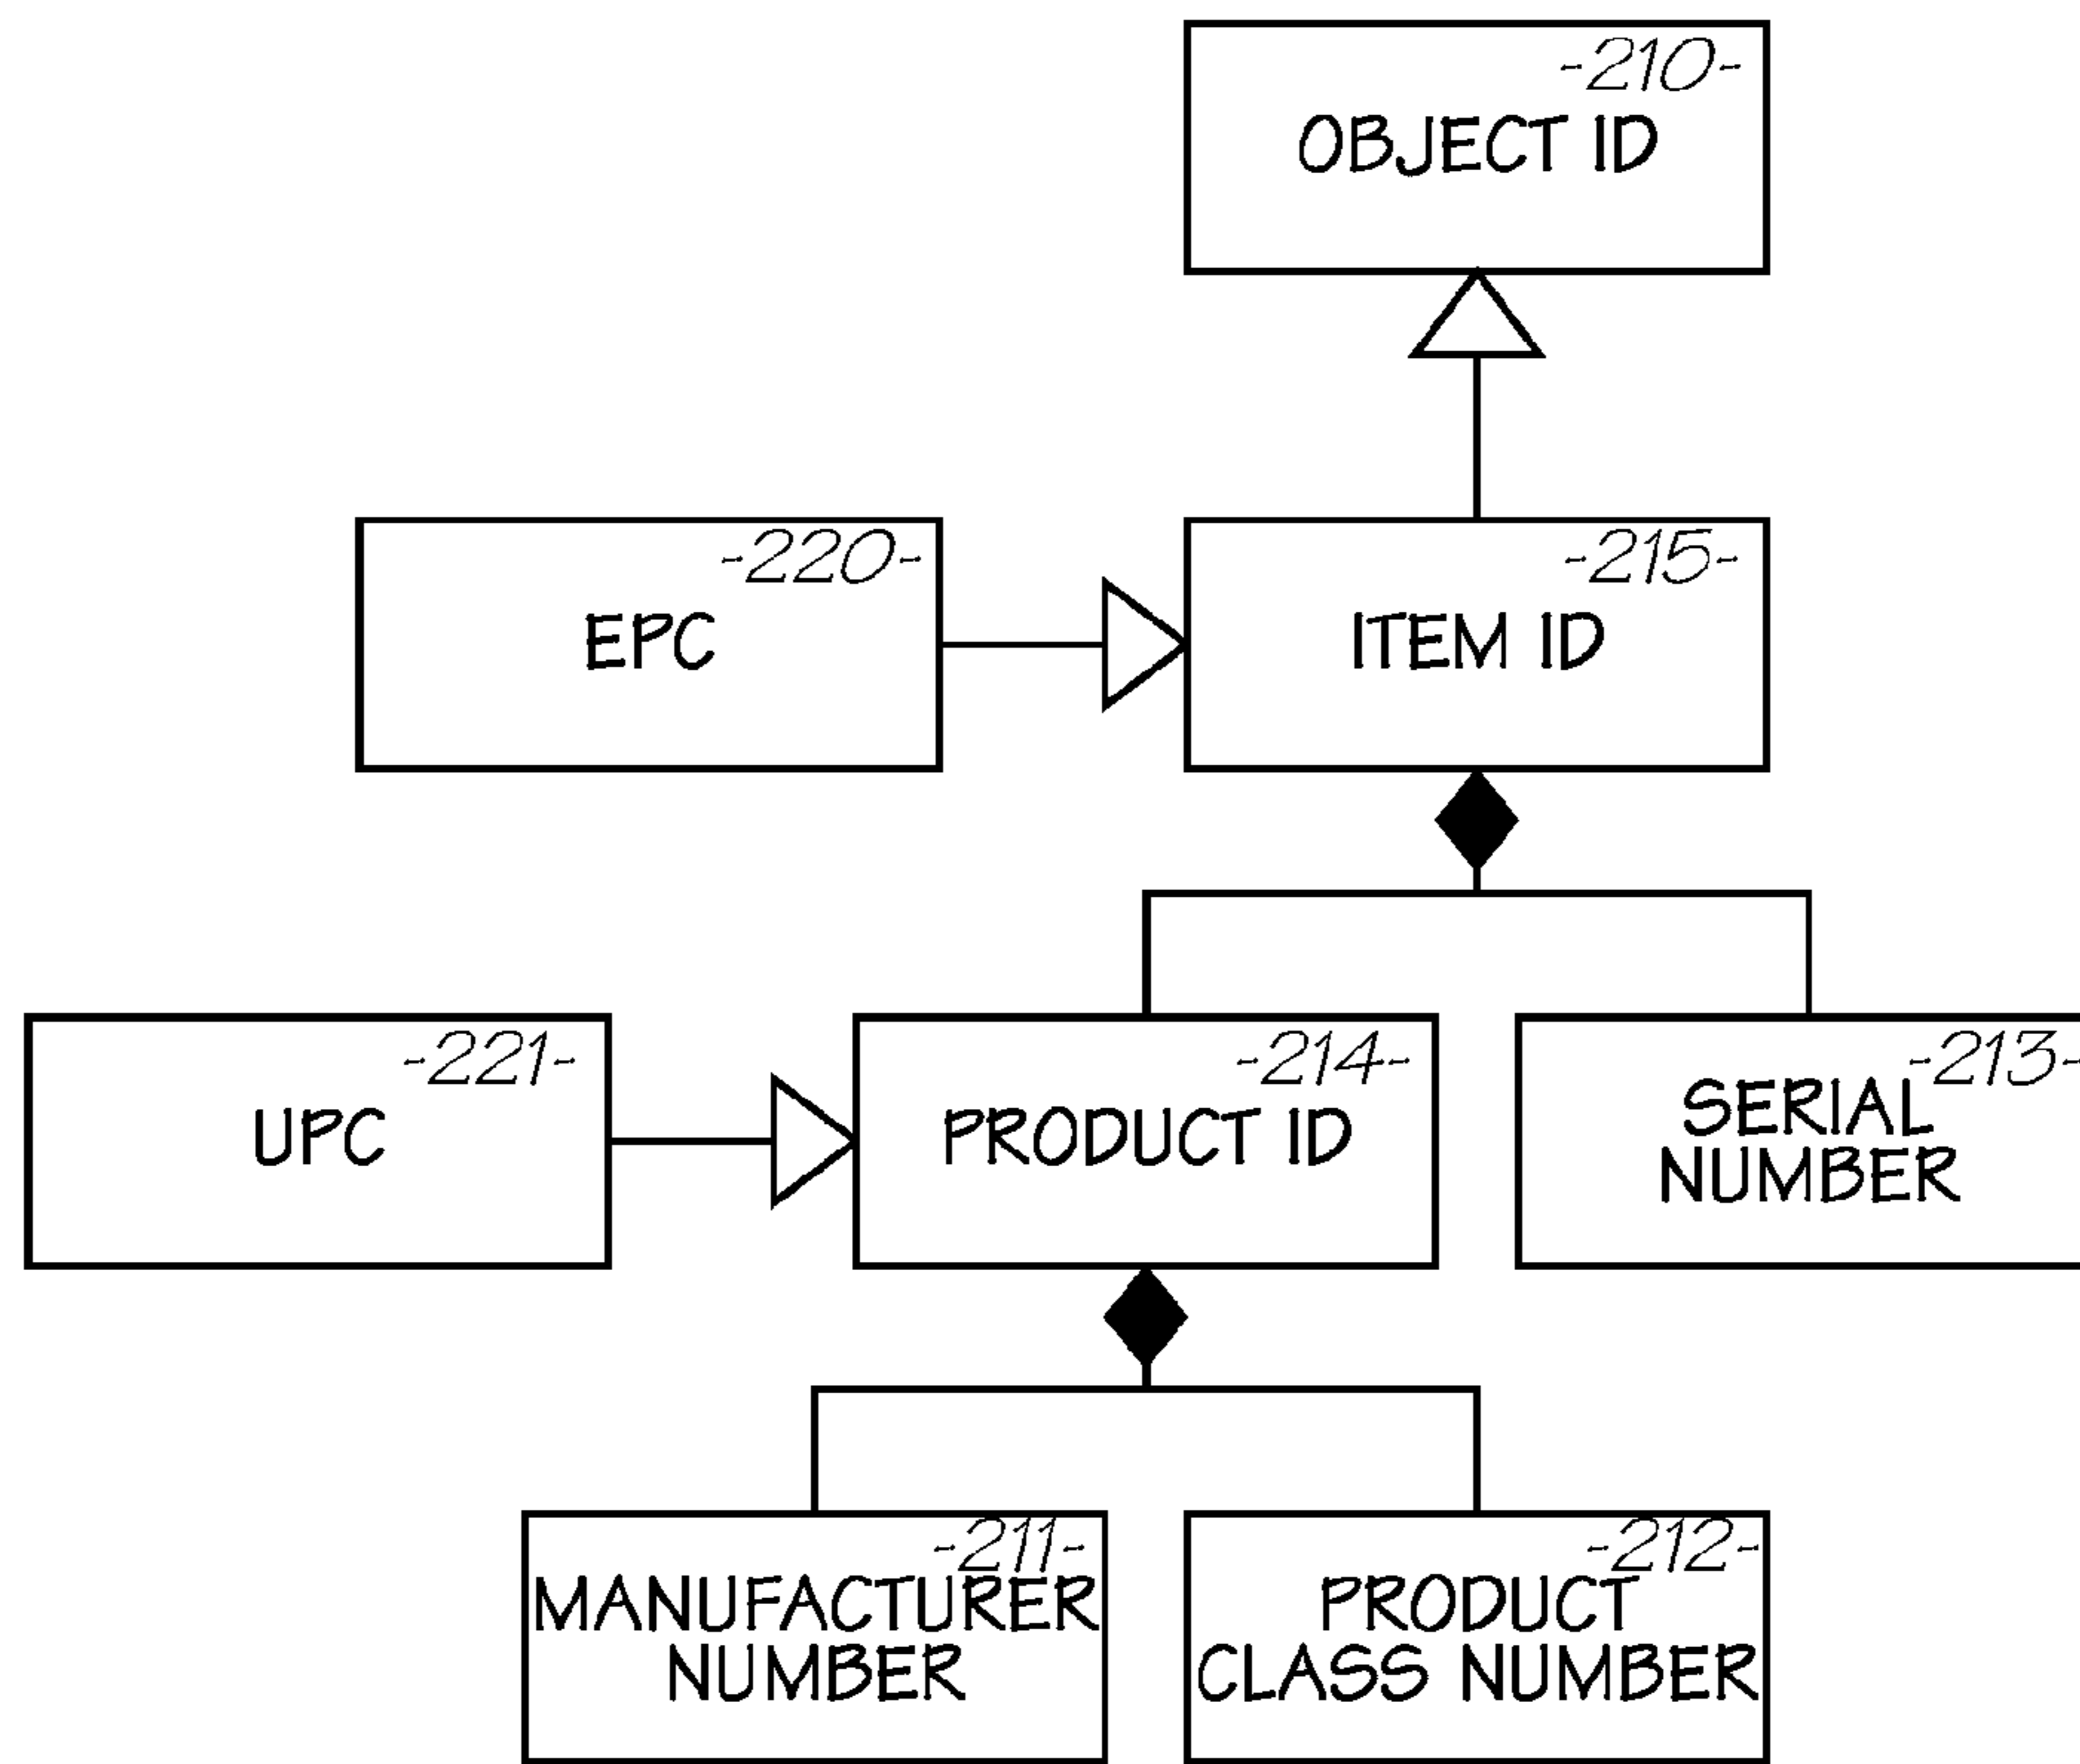 -210-
OBJECT ID
-220-
EPC
-215-
ITEM ID
-221-
UPC
-214-
PRODUCT ID
-213-
SERIAL
NUMBER
-211-
MANUFACTURER
NUMBER
-212-
PRODUCT
CLASS NUMBER